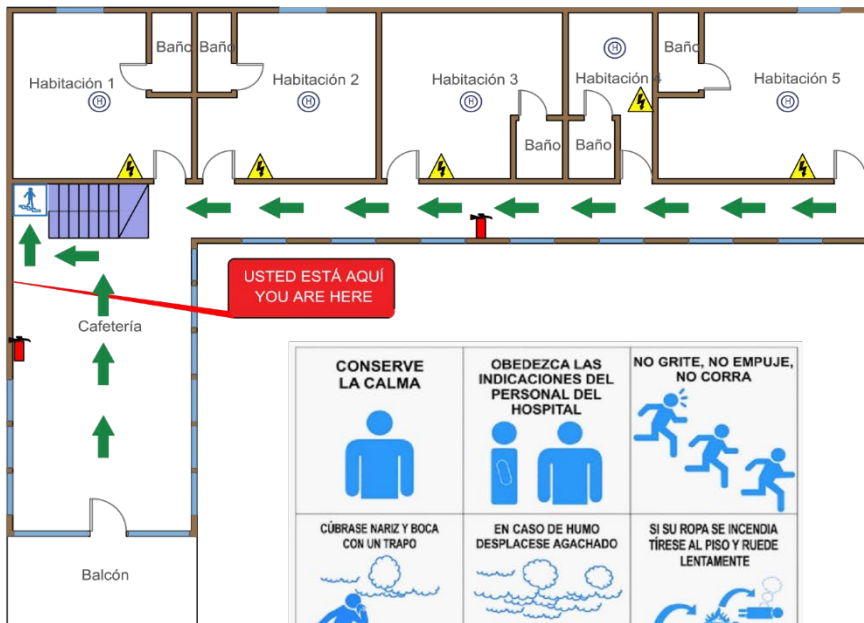 Baño
Baño
Baño
Habitación 1
Habitación 2
Habitación 3
Habitación 4
Habitación 5
H
H
H
H
H
Baño
Baño
USTED ESTÁ AQUÍ
YOU ARE HERE
Cafetería
Balcón
CONSERVE
LA CALMA
OBEDEZCA LAS
INDICACIONES DEL
PERSONAL DEL
HOSPITAL
NO GRITE, NO EMPUJE,
NO CORRA
CÚBRASE NARIZ Y BOCA
CON UN TRAPO
EN CASO DE HUMO
DESPLACESE AGACHADO
SI SU ROPA SE INCENDIA
TÍRESE AL PISO Y RUEDE
LENTAMENTE